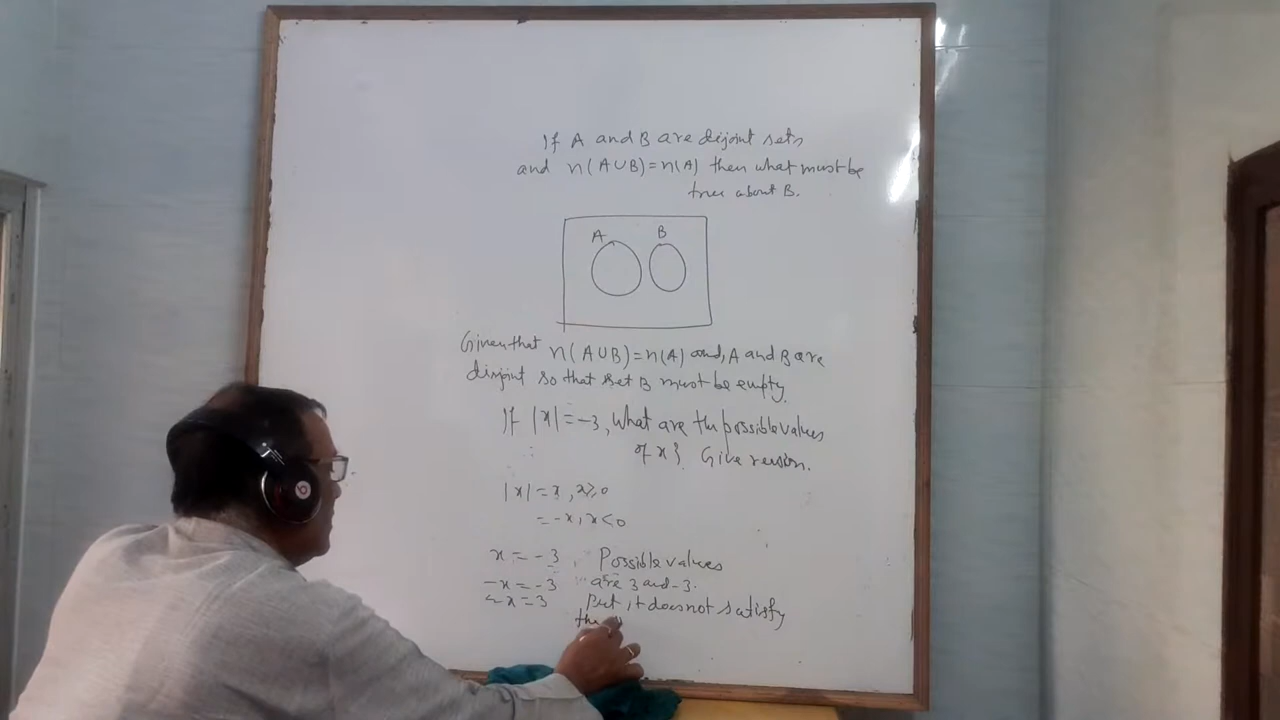 If A and B are disjoint sets
and n(A∪B)=n(A) then what must be
true about B.
A B
Given that n(A∪B)=n(A) and, A and B are
disjoint so that set B must be empty.
If |x|=-3, What are the possible values
of x}. Give reason.
|x|=x, x≥0
=-x, x<0
x=-3, Possible values
-x=-3 are 3 and -3.
x=3 But, it does not satisfy
the